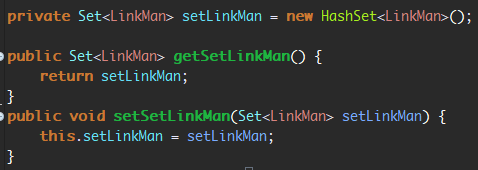 private Set<LinkMan> setLinkMan = new HashSet<LinkMan>();
public Set<LinkMan> getSetLinkMan() {
return setLinkMan;
}
public void setSetLinkMan(Set<LinkMan> setLinkMan) {
this.setLinkMan = setLinkMan;
}